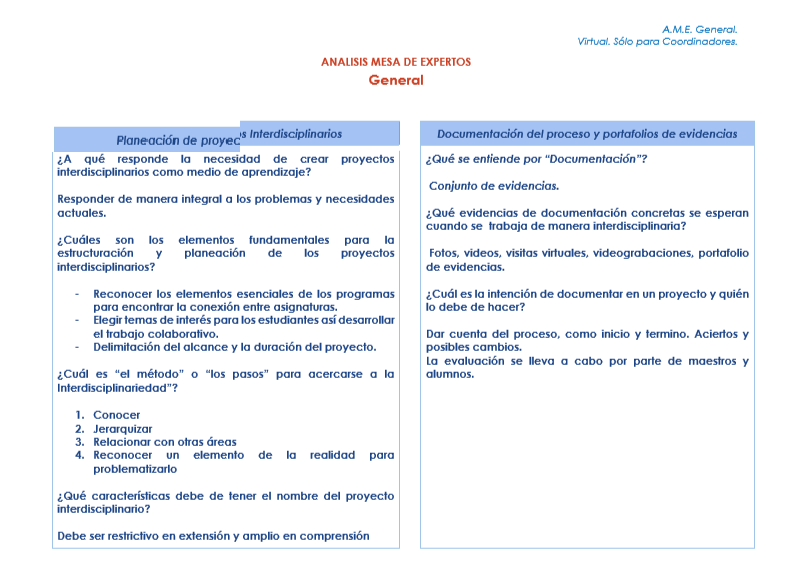 A.M.E. General.
Virtual. Sólo para Coordinadores.
ANALISIS MESA DE EXPERTOS
General
Planeación de proyec
s Interdisciplinarios
¿A qué responde la necesidad de crear proyectos
interdisciplinarios como medio de aprendizaje?
Responder de manera integral a los problemas y necesidades
actuales.
¿Cuáles son los elementos fundamentales para la
estructuración y planeación de los proyectos
interdisciplinarios?
- Reconocer los elementos esenciales de los programas
para encontrar la conexión entre asignaturas.
- Elegir temas de interés para los estudiantes así desarrollar
el trabajo colaborativo.
- Delimitación del alcance y la duración del proyecto.
¿Cuál es “el método” o “los pasos” para acercarse a la
Interdisciplinariedad”?
1. Conocer
2. Jerarquizar
3. Relacionar con otras áreas
4. Reconocer un elemento de la realidad para
problematizarlo
¿Qué características debe de tener el nombre del proyecto
interdisciplinario?
Debe ser restrictivo en extensión y amplio en comprensión
Documentación del proceso y portafolios de evidencias
¿Qué se entiende por “Documentación”?
Conjunto de evidencias.
¿Qué evidencias de documentación concretas se esperan
cuando se trabaja de manera interdisciplinaria?
Fotos, videos, visitas virtuales, videograbaciones, portafolio
de evidencias.
¿Cuál es la intención de documentar en un proyecto y quién
lo debe de hacer?
Dar cuenta del proceso, como inicio y termino. Aciertos y
posibles cambios.
La evaluación se lleva a cabo por parte de maestros y
alumnos.